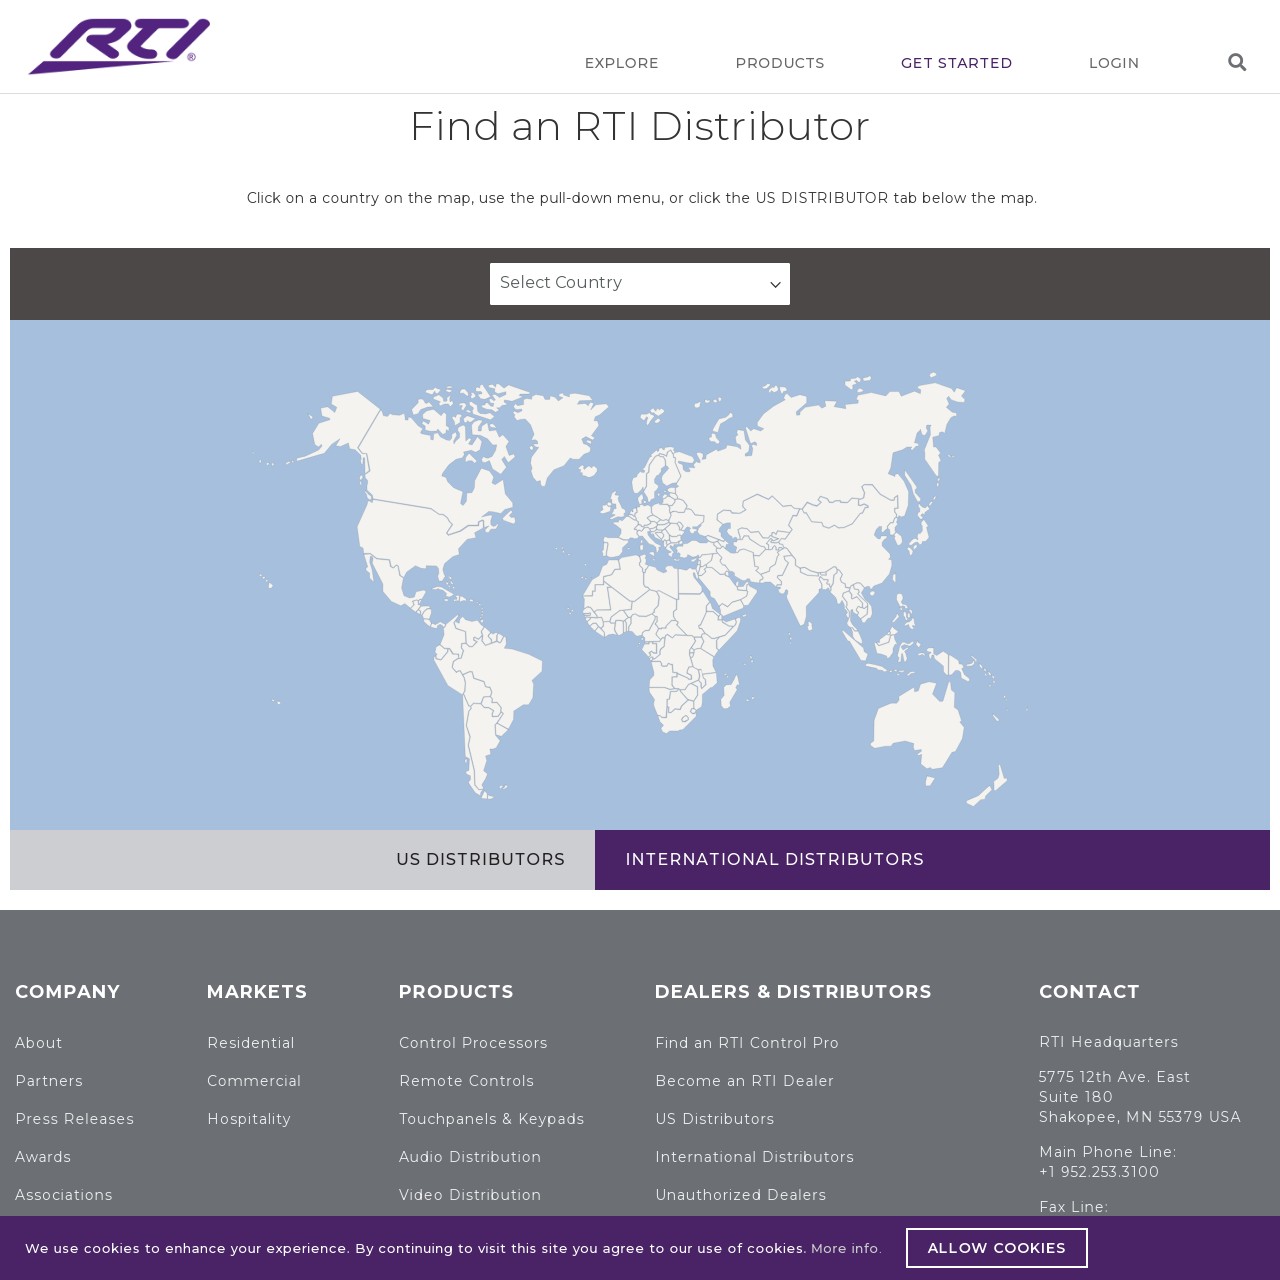 RTI®
EXPLORE
PRODUCTS
GET STARTED
LOGIN
Find an RTI Distributor
Click on a country on the map, use the pull-down menu, or click the US DISTRIBUTOR tab below the map.
Select Country
US DISTRIBUTORS
INTERNATIONAL DISTRIBUTORS
COMPANY
About
Partners
Press Releases
Awards
Associations
MARKETS
Residential
Commercial
Hospitality
PRODUCTS
Control Processors
Remote Controls
Touchpanels & Keypads
Audio Distribution
Video Distribution
DEALERS & DISTRIBUTORS
Find an RTI Control Pro
Become an RTI Dealer
US Distributors
International Distributors
Unauthorized Dealers
CONTACT
RTI Headquarters
5775 12th Ave. East
Suite 180
Shakopee, MN 55379 USA
Main Phone Line:
+1 952.253.3100
Fax Line:
We use cookies to enhance your experience. By continuing to visit this site you agree to our use of cookies. More info.
ALLOW COOKIES